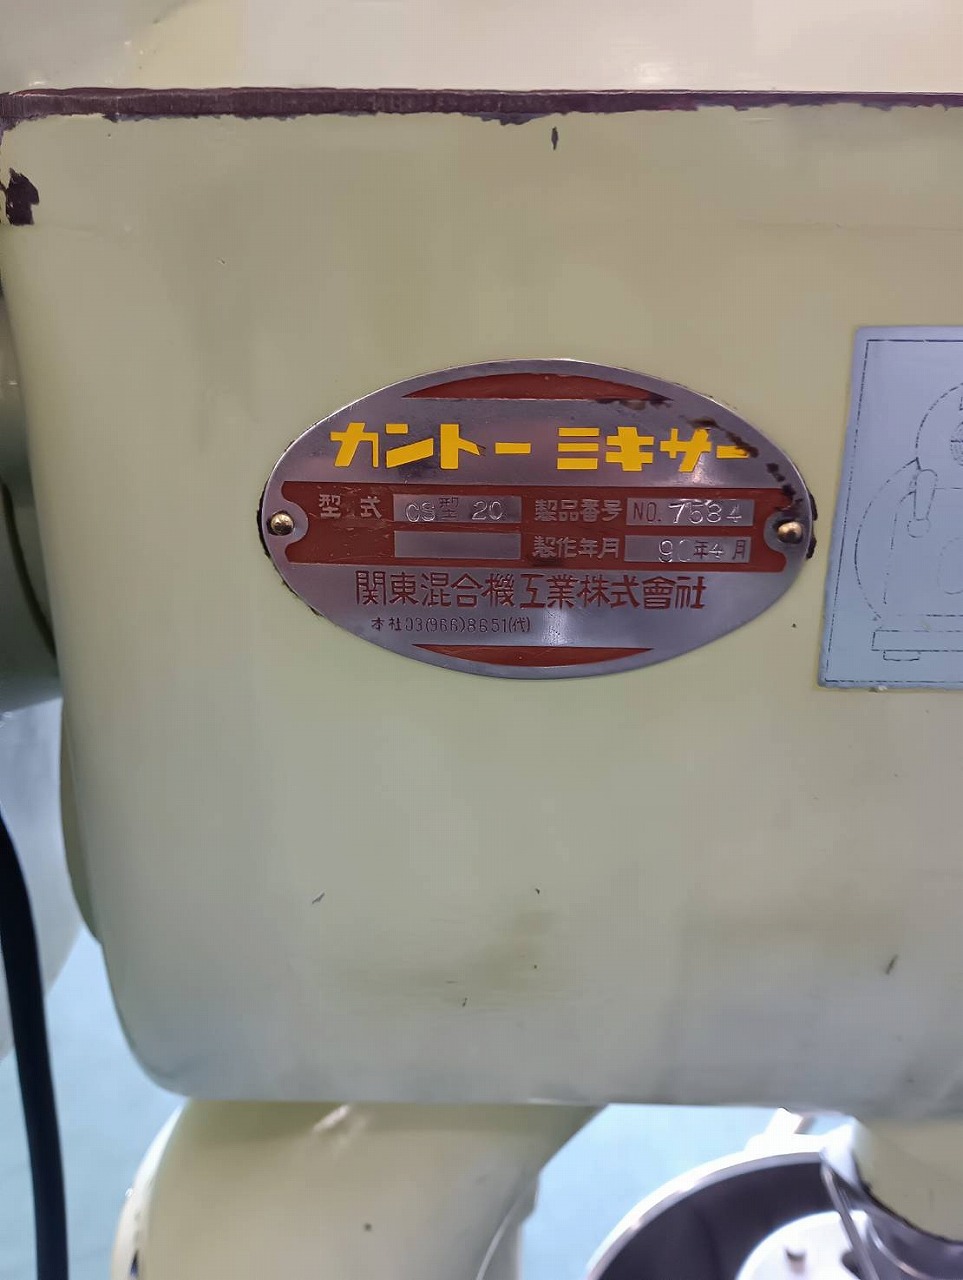 カントーミキサー
型式 CS型 20 製品番号 NO. 7584
製作年月 90年4月
関東混合機工業株式會社
本社03(966)8651(代)